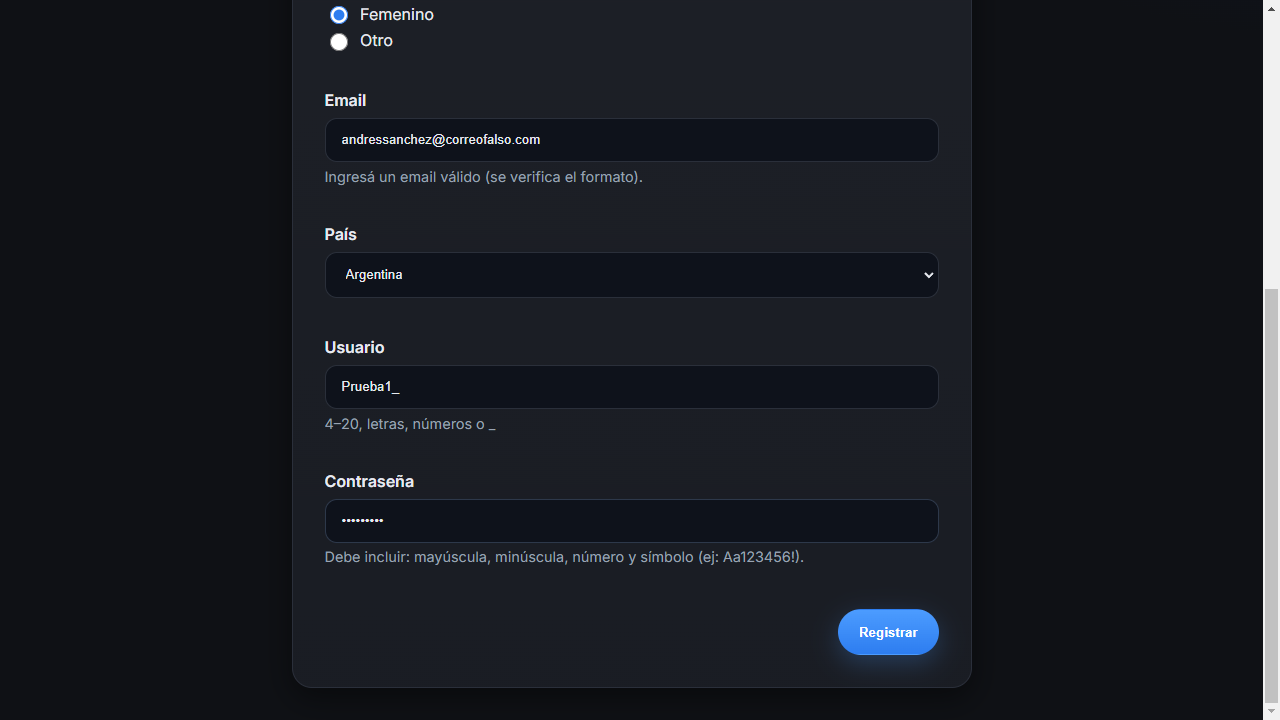 Femenino
Otro
Email
andressanchez@correofalso.com
Ingresá un email válido (se verifica el formato).
País
Argentina
Usuario
Prueba1_
4–20, letras, números o _
Contraseña
•••••••••
Debe incluir: mayúscula, minúscula, número y símbolo (ej: Aa123456!).
Registrar